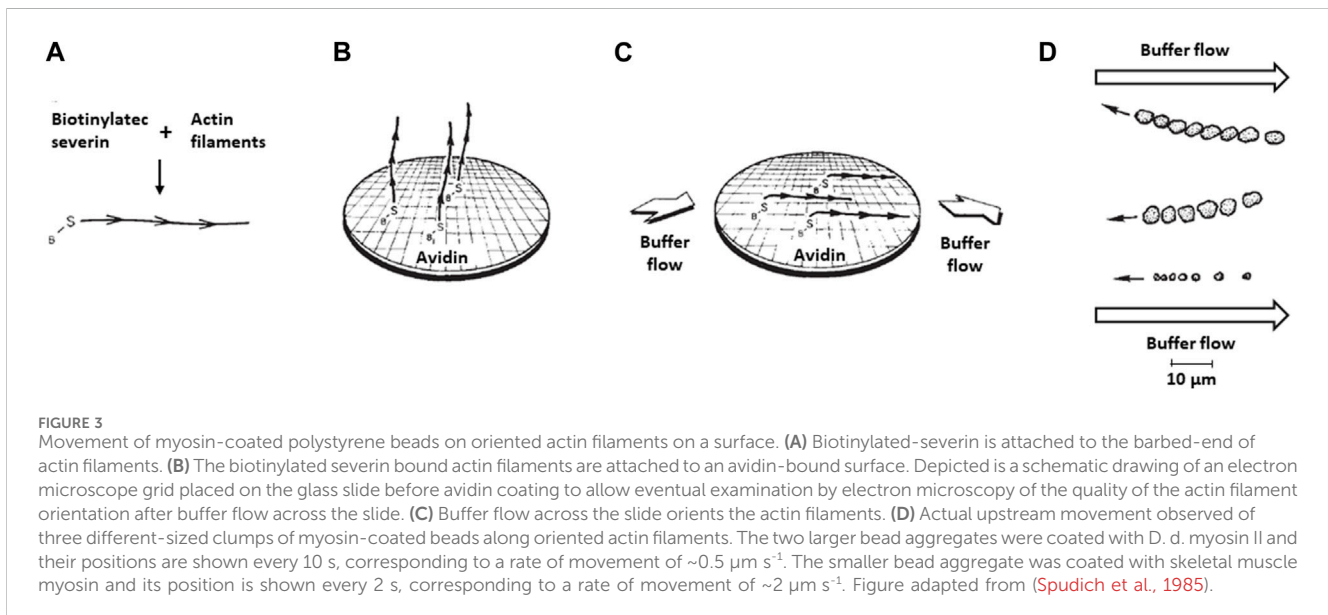 A
Biotinylatec + Actin
severin filaments
B
S
B
S
B
S
B
S
B
Avidin
C
Buffer
flow
S
B
S
B
S
B
Avidin
Buffer
flow
D
Buffer flow
Buffer flow
10 µm
FIGURE 3
Movement of myosin-coated polystyrene beads on oriented actin filaments on a surface. (A) Biotinylated-severin is attached to the barbed-end of
actin filaments. (B) The biotinylated severin bound actin filaments are attached to an avidin-bound surface. Depicted is a schematic drawing of an electron
microscope grid placed on the glass slide before avidin coating to allow eventual examination by electron microscopy of the quality of the actin filament
orientation after buffer flow across the slide. (C) Buffer flow across the slide orients the actin filaments. (D) Actual upstream movement observed of
three different-sized clumps of myosin-coated beads along oriented actin filaments. The two larger bead aggregates were coated with D. d. myosin II and
their positions are shown every 10 s, corresponding to a rate of movement of ~0.5 µm s⁻¹. The smaller bead aggregate was coated with skeletal muscle
myosin and its position is shown every 2 s, corresponding to a rate of movement of ~2 µm s⁻¹. Figure adapted from (Spudich et al., 1985).